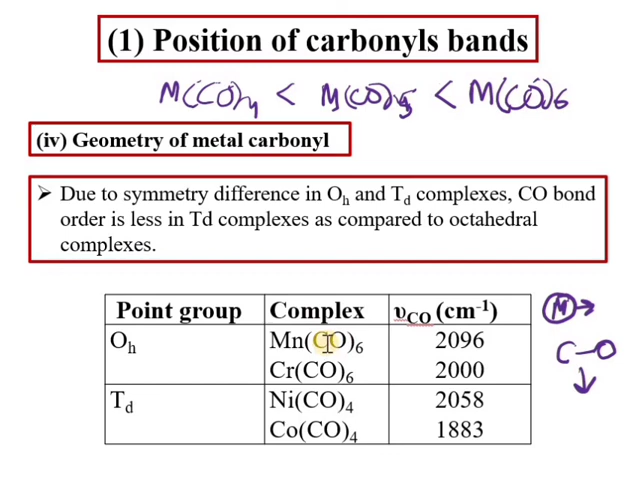 (1) Position of carbonyls bands
M(CO)4 < M(CO)5 < M(CO)6
(iv) Geometry of metal carbonyl
➤ Due to symmetry difference in Oh and Td complexes, CO bond
order is less in Td complexes as compared to octahedral
complexes.
Point group Complex υCO (cm-1)
Oh Mn(CO)6 2096
Cr(CO)6 2000
Td Ni(CO)4 2058
Co(CO)4 1883
M→
C–O
↓